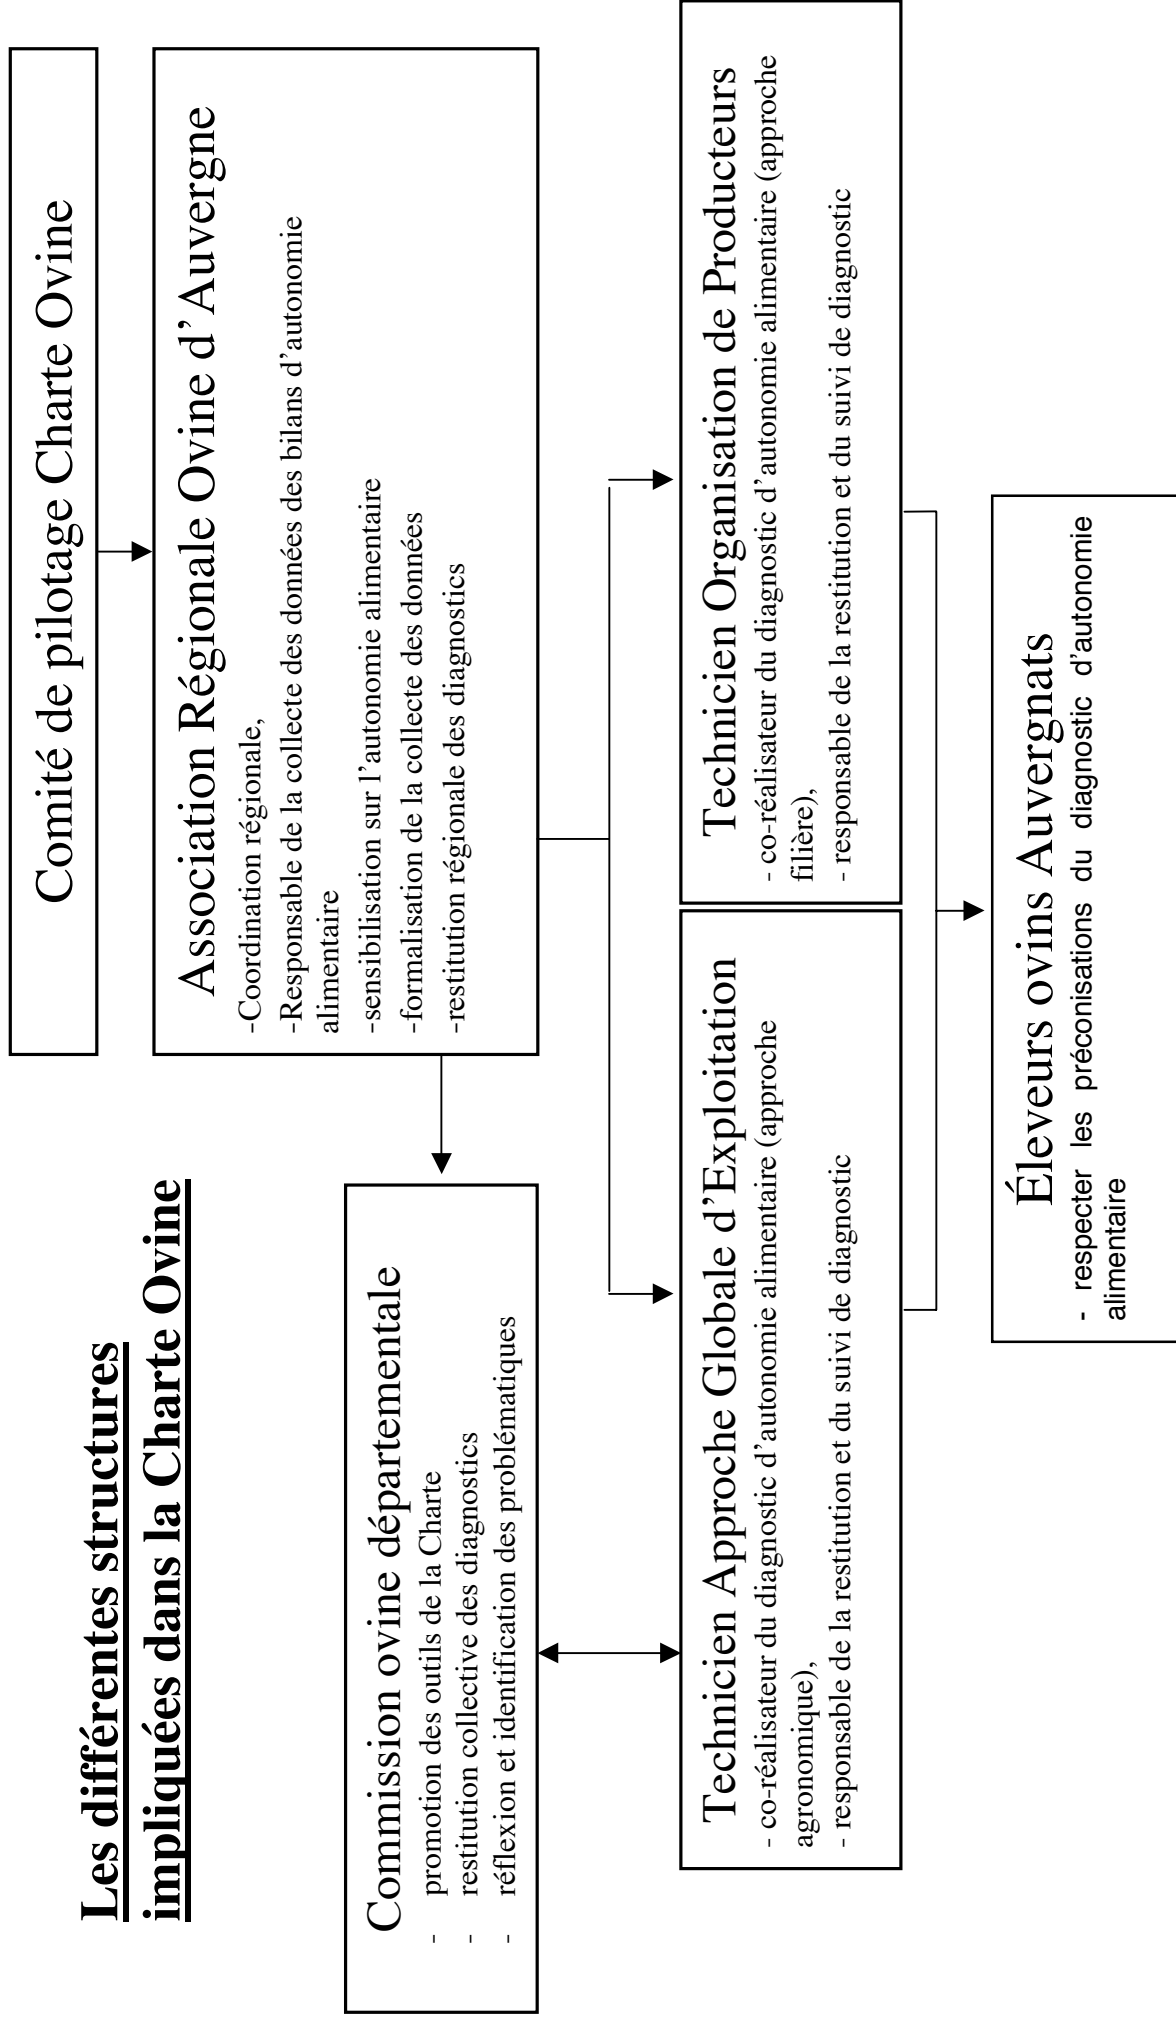 Les différentes structures
impliquées dans la Charte Ovine
Comité de pilotage Charte Ovine
Association Régionale Ovine d'Auvergne
-Coordination régionale,
-Responsable de la collecte des données des bilans d'autonomie
alimentaire
-sensibilisation sur l'autonomie alimentaire
-formalisation de la collecte des données
-restitution régionale des diagnostics
Commission ovine départementale
- promotion des outils de la Charte
- restitution collective des diagnostics
- réflexion et identification des problématiques
Technicien Approche Globale d'Exploitation
- co-réalisateur du diagnostic d'autonomie alimentaire (approche
agronomique),
- responsable de la restitution et du suivi de diagnostic
Technicien Organisation de Producteurs
- co-réalisateur du diagnostic d'autonomie alimentaire (approche
filière),
- responsable de la restitution et du suivi de diagnostic
Éleveurs ovins Auvergnats
- respecter les préconisations du diagnostic d'autonomie
alimentaire